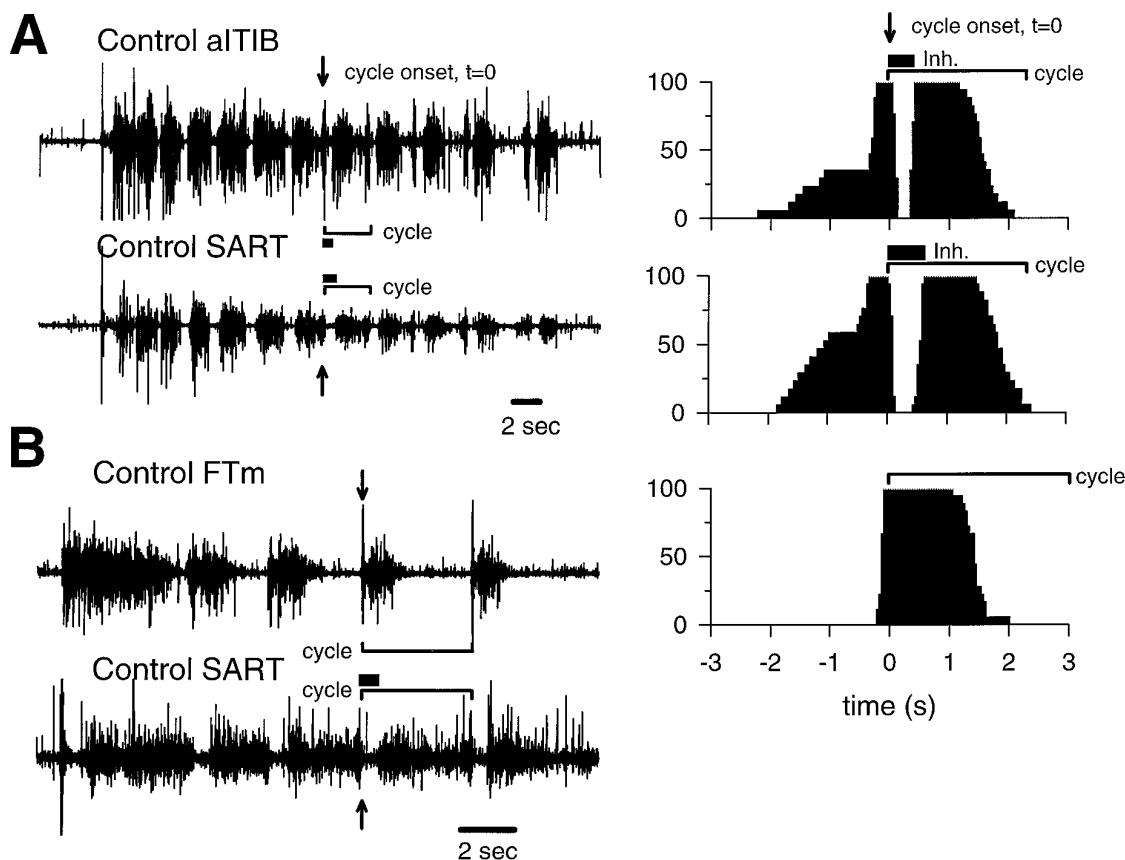 A
Control aITIB
cycle onset, t=0
cycle
Control SART
cycle
2 sec
cycle onset, t=0
Inh.
cycle
100
50
0
Inh.
cycle
100
50
0
B
Control FTm
cycle
Control SART
cycle
2 sec
cycle
100
50
0
-3 -2 -1 0 1 2 3
time (s)